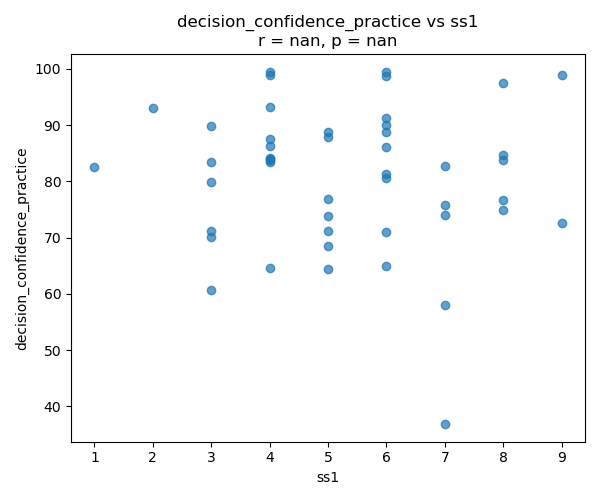 decision_confidence_practice vs ss1
r = nan, p = nan
100
90
80
70
60
50
40
decision_confidence_practice
1 2 3 4 5 6 7 8 9
ss1